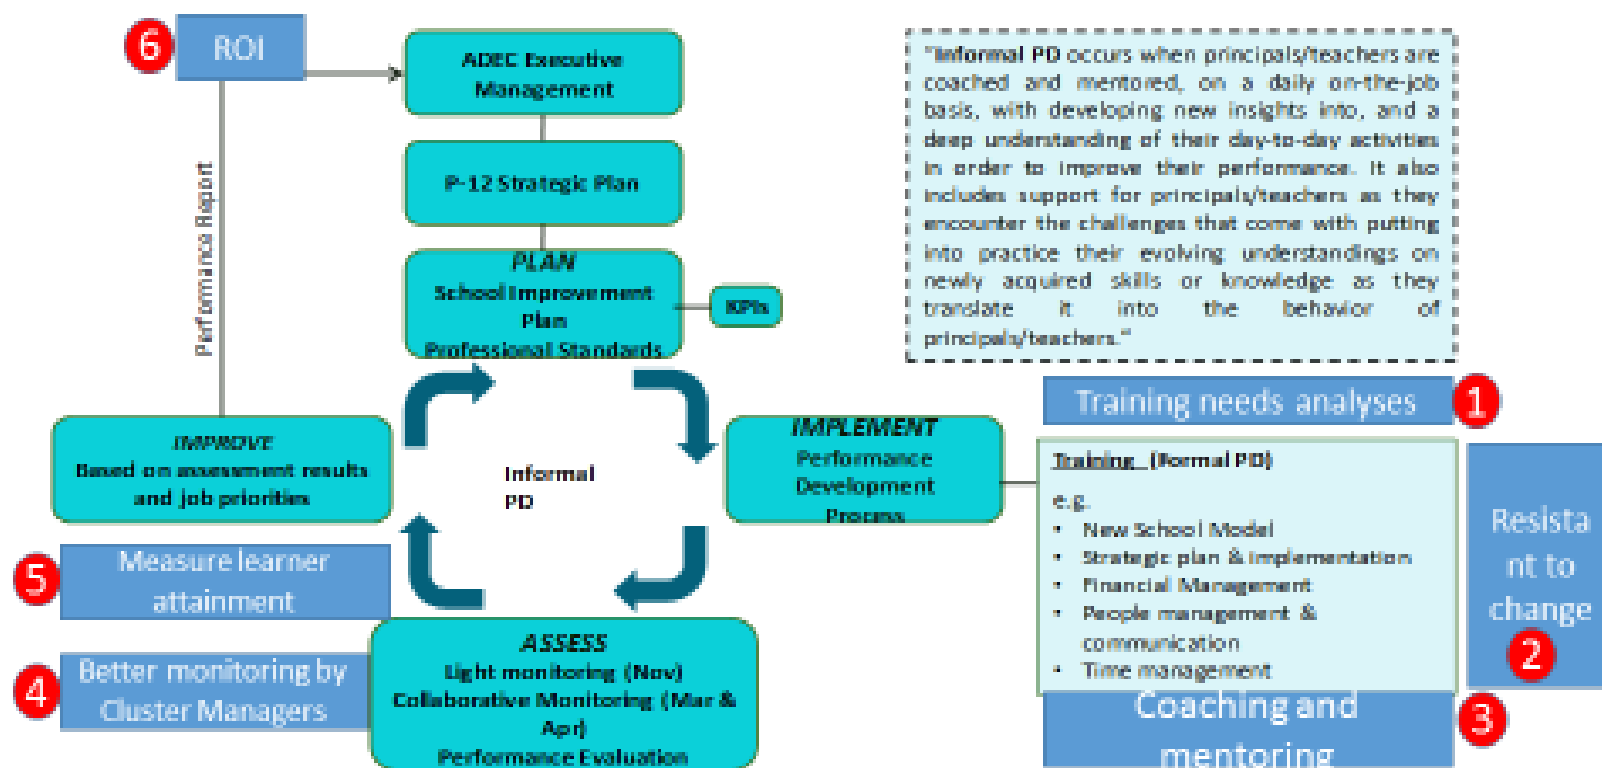 6
ROI
ADEC Executive
Management
P-12 Strategic Plan
PLAN
School Improvement
Plan
Professional Standards
KPIs
Performance Report
"Informal PD occurs when principals/teachers are
coached and mentored, on a daily on-the-job
basis, with developing new insights into, and a
deep understanding of their day-to-day activities
in order to improve their performance. It also
includes support for principals/teachers as they
encounter the challenges that come with putting
into practice their evolving understandings on
newly acquired skills or knowledge as they
translate it into the behavior of
principals/teachers."
Training needs analyses
1
IMPROVE
Based on assessment results
and job priorities
Informal
PD
IMPLEMENT
Performance
Development
Process
Training (Formal PD)
e.g.
• New School Model
• Strategic plan & implementation
• Financial Management
• People management &
communication
• Time management
Resista
nt to
change
2
5
Measure learner
attainment
4
Better monitoring by
Cluster Managers
ASSESS
Light monitoring (Nov)
Collaborative Monitoring (Mar &
Apr)
Performance Evaluation
Coaching and
mentoring
3